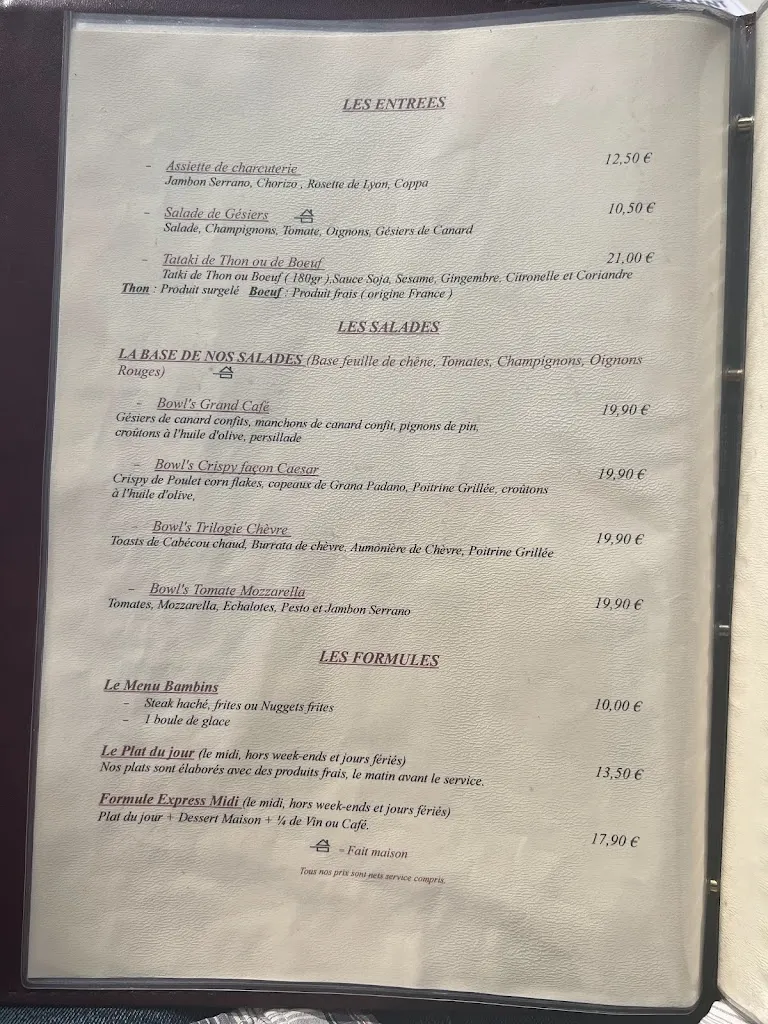 LES ENTREES
- Assiette de charcuterie 12,50 €
Jambon Serrano, Chorizo , Rosette de Lyon, Coppa
- Salade de Gésiers 10,50 €
Salade, Champignons, Tomate, Oignons, Gésiers de Canard
- Tataki de Thon ou de Boeuf 21,00 €
Tatki de Thon ou Boeuf ( 180gr ),Sauce Soja, Sesame, Gingembre, Citronelle et Coriandre
Thon : Produit surgelé Boeuf : Produit frais ( origine France )
LES SALADES
LA BASE DE NOS SALADES (Base feuille de chêne, Tomates, Champignons, Oignons
Rouges)
- Bowl's Grand Café 19,90 €
Gésiers de canard confits, manchons de canard confit, pignons de pin,
croûtons à l'huile d'olive, persillade
- Bowl's Crispy façon Caesar 19,90 €
Crispy de Poulet corn flakes, copeaux de Grana Padano, Poitrine Grillée, croûtons
à l'huile d'olive,
- Bowl's Trilogie Chèvre 19,90 €
Toasts de Cabécou chaud, Burrata de chèvre, Aumônière de Chèvre, Poitrine Grillée
- Bowl's Tomate Mozzarella 19,90 €
Tomates, Mozzarella, Echalotes, Pesto et Jambon Serrano
LES FORMULES
Le Menu Bambins
- Steak haché, frites ou Nuggets frites 10,00 €
- 1 boule de glace
Le Plat du jour (le midi, hors week-ends et jours fériés)
Nos plats sont élaborés avec des produits frais, le matin avant le service. 13,50 €
Formule Express Midi (le midi, hors week-ends et jours fériés)
Plat du jour + Dessert Maison + ¼ de Vin ou Café. 17,90 €
= Fait maison
Tous nos prix sont nets service compris.